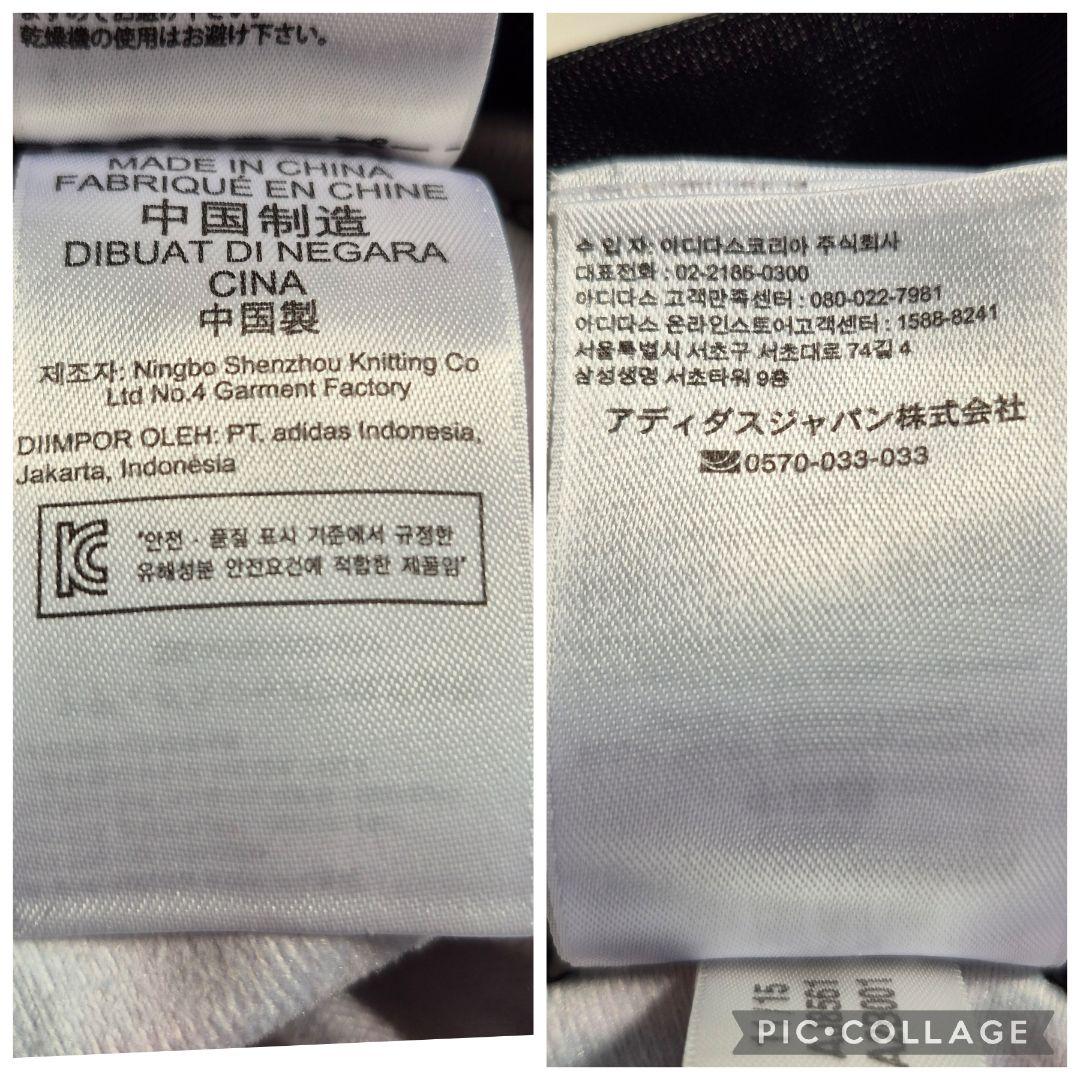 乾燥機の使用はお避け下さい。
MADE IN CHINA
FABRIQUÉ EN CHINE
中国制造
DIBUAT DI NEGARA
CINA
中国製
제조자: Ningbo Shenzhou Knitting Co
Ltd No.4 Garment Factory
DIIMPOR OLEH: PT. adidas Indonesia,
Jakarta, Indonesia
"안전 · 품질 표시 기준에서 규정한
유해성분 안전요건에 적합한 제품임"
수 입 자: 아디다스코리아 주식회사
대표전화 : 02-2186-0300
아디다스 고객만족센터 : 080-022-7981
아디다스 온라인스토어고객센터 : 1588-8241
서울특별시 서초구 서초대로 74길 4
삼성생명 서초타워 9층
アディダスジャパン株式会社
0570-033-033
PIC•COLLAGE